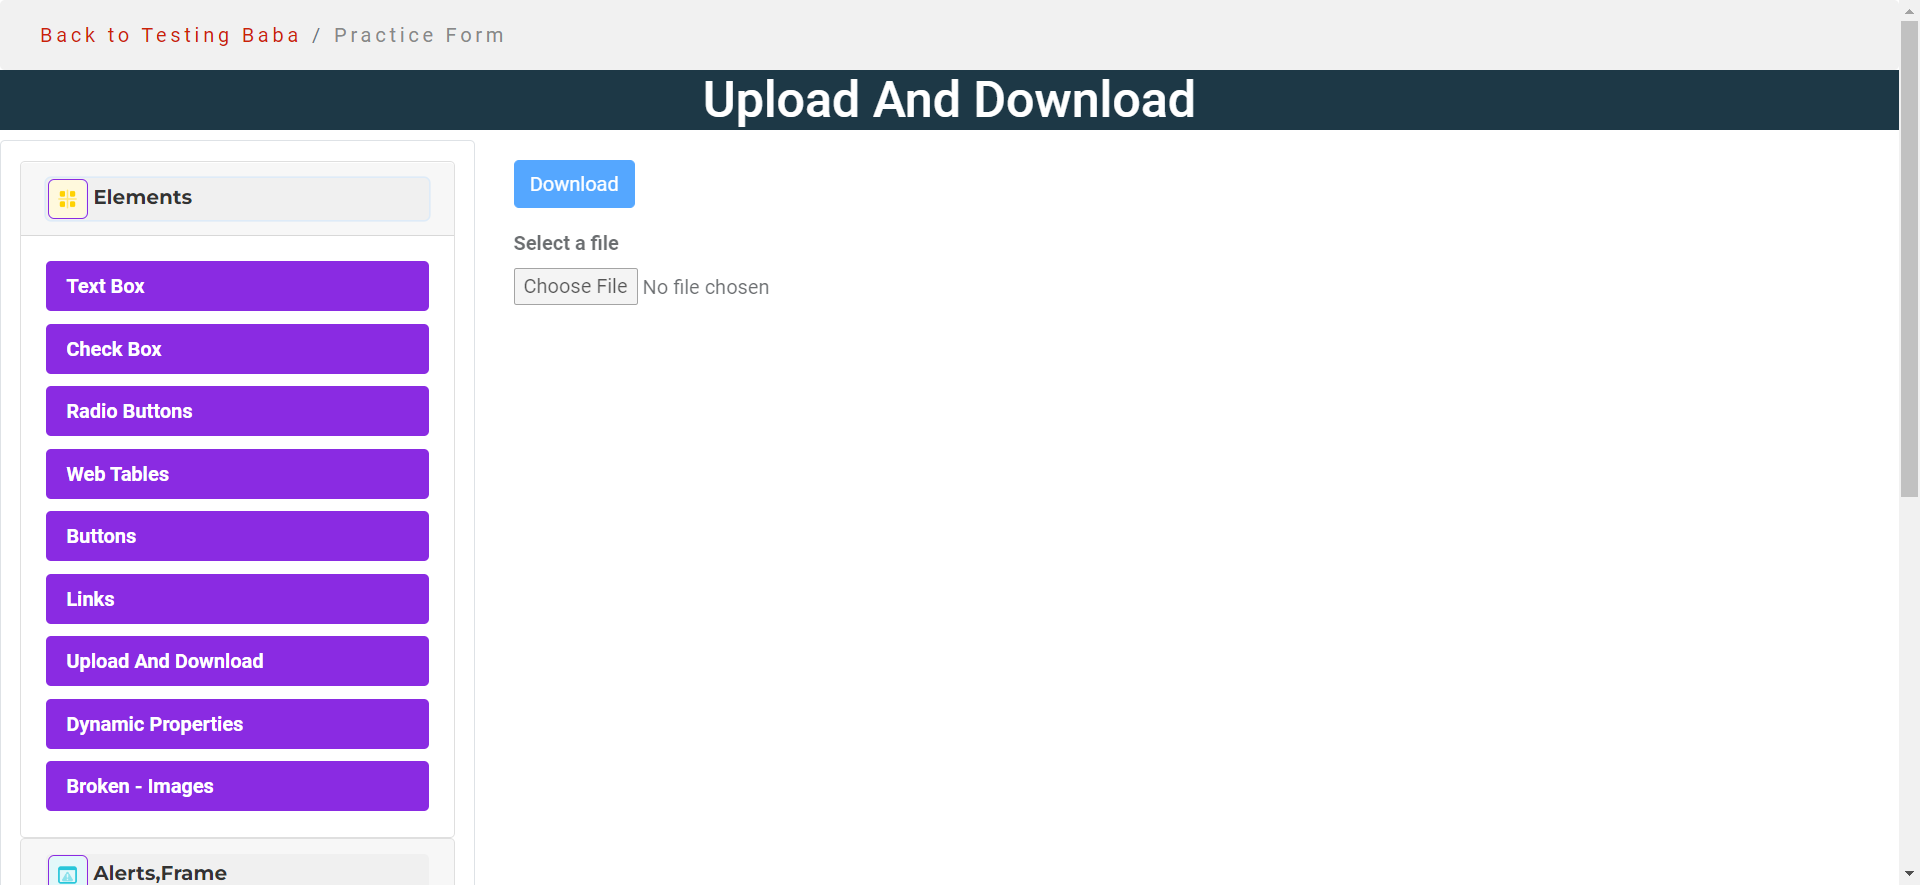 Back to Testing Baba / Practice Form
Upload And Download
Elements
Text Box
Check Box
Radio Buttons
Web Tables
Buttons
Links
Upload And Download
Dynamic Properties
Broken - Images
Alerts,Frame
Download
Select a file
Choose File No file chosen